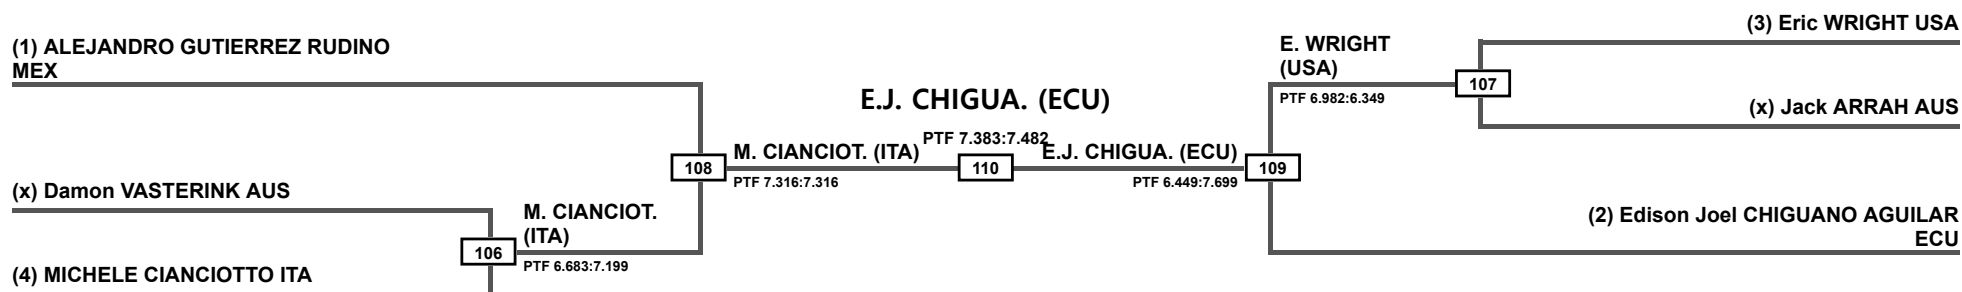 (1) ALEJANDRO GUTIERREZ RUDINO
MEX
(x) Damon VASTERINK AUS
(4) MICHELE CIANCIOTTO ITA
106
M. CIANCIOT.
(ITA)
PTF 6.683:7.199
108
M. CIANCIOT. (ITA)
PTF 7.316:7.316
E.J. CHIGUA. (ECU)
PTF 7.383:7.482
110
E.J. CHIGUA. (ECU)
PTF 6.449:7.699
109
E. WRIGHT
(USA)
PTF 6.982:6.349
107
(3) Eric WRIGHT USA
(x) Jack ARRAH AUS
(2) Edison Joel CHIGUANO AGUILAR
ECU